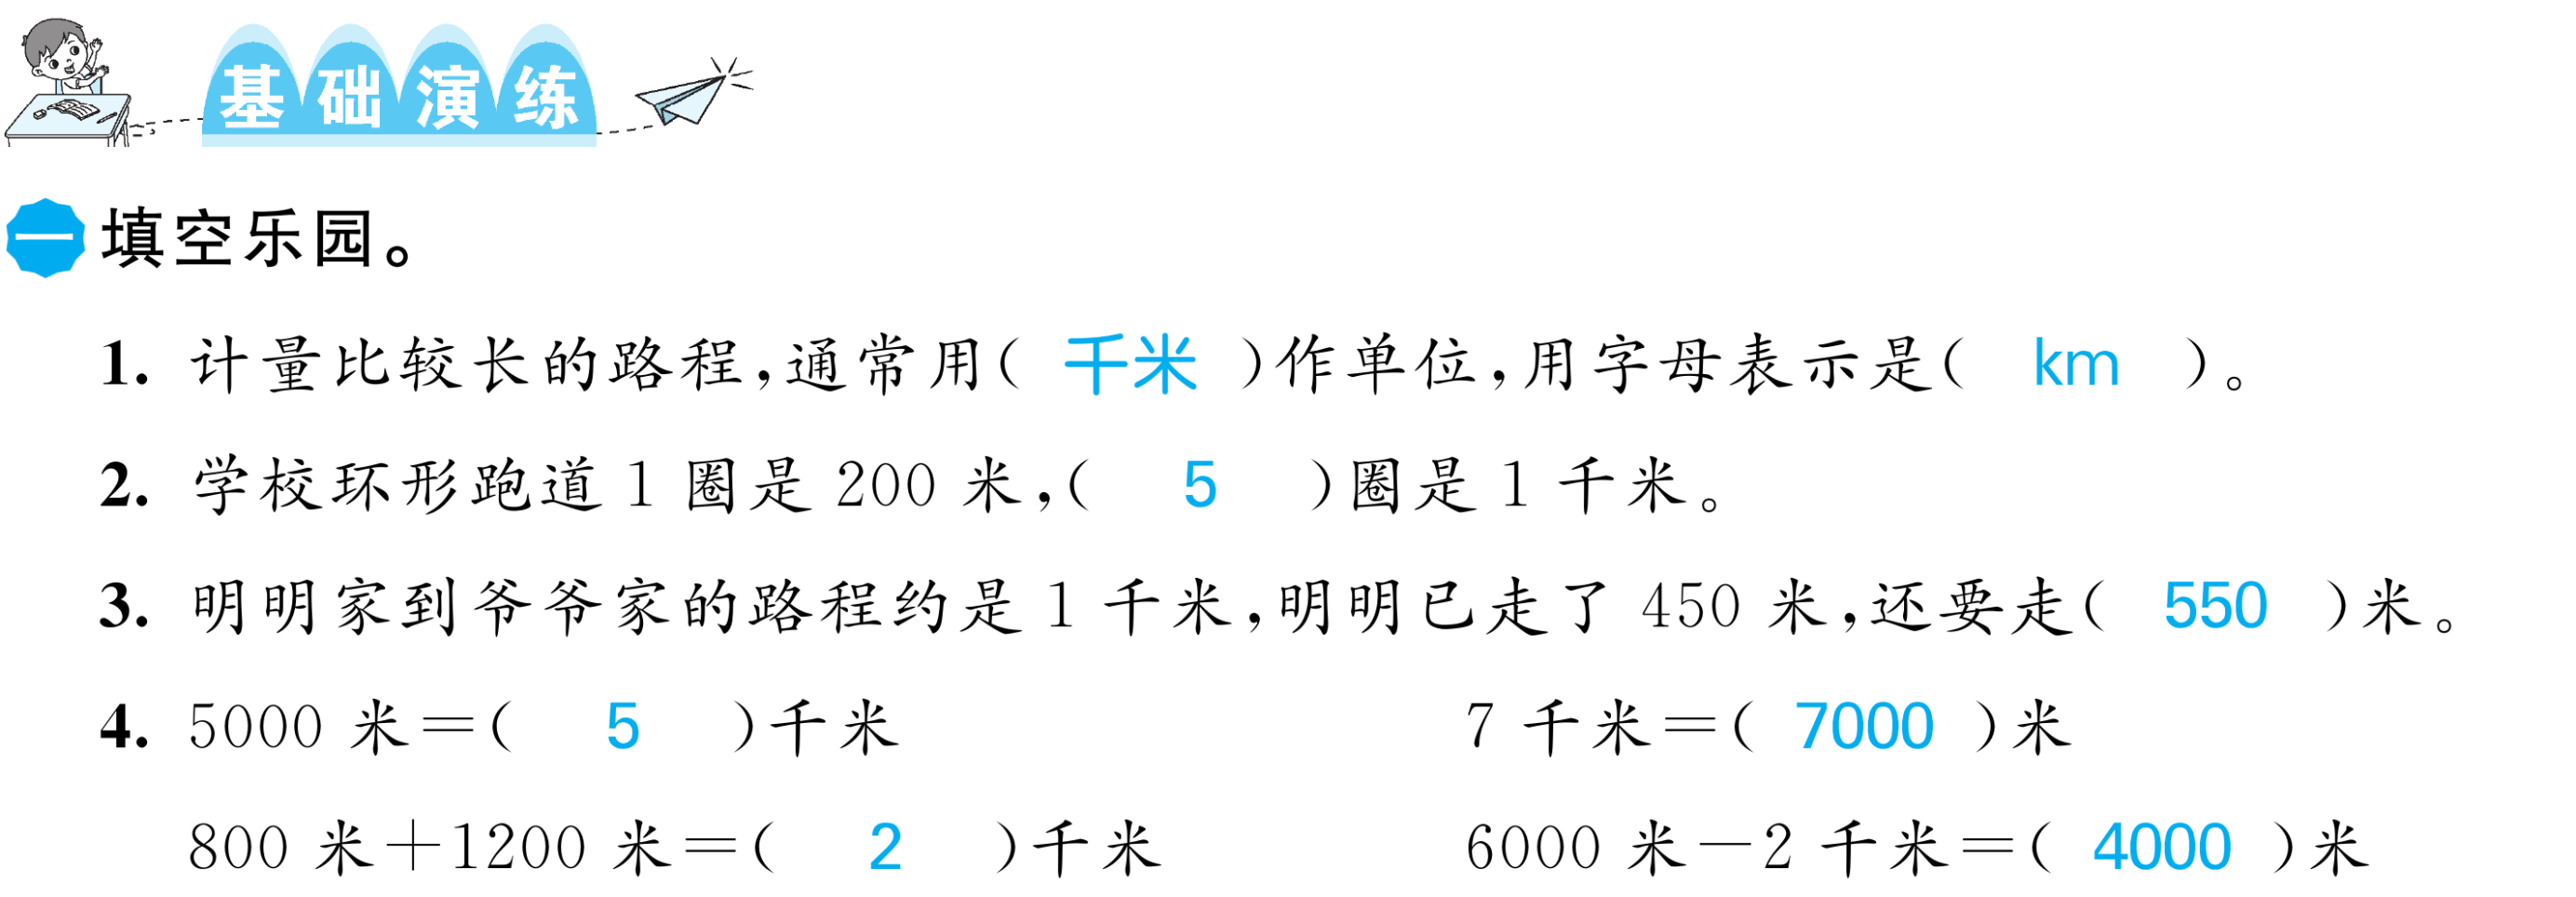 基础演练
一 填空乐园。
1. 计量比较长的路程,通常用( 千米 )作单位,用字母表示是( km )。
2. 学校环形跑道 1 圈是 200 米,( 5 )圈是 1 千米。
3. 明明家到爷爷家的路程约是 1 千米,明明已走了 450 米,还要走( 550 )米。
4. 5000 米=( 5 )千米 7 千米=( 7000 )米
800 米+1200 米=( 2 )千米 6000 米-2 千米=( 4000 )米